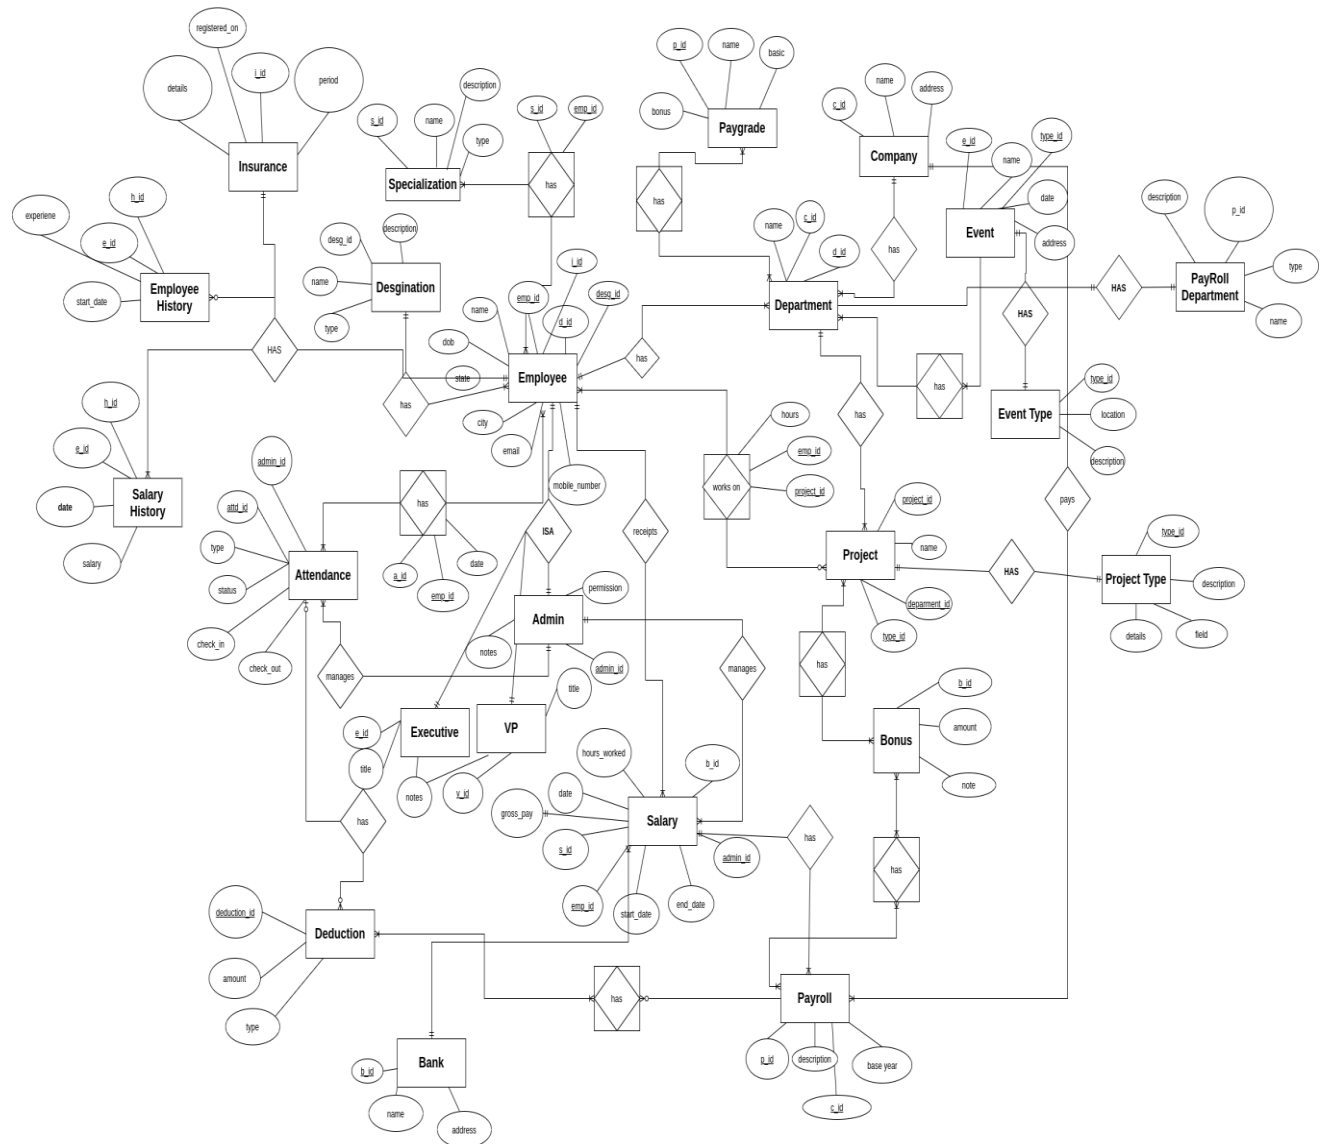 registered_on
details
i_id
period
Insurance
s_id
name
description
type
Specialization
s_id
emp_id
has
p_id
name
basic
bonus
Paygrade
has
name
address
c_id
Company
e_id
name
type_id
date
address
Event
has
description
p_id
type
name
PayRoll
Department
HAS
h_id
experiene
e_id
start_date
Employee
History
desg_id
description
name
type
Desgination
name
c_id
d_id
Department
i_id
emp_id
desg_id
d_id
name
dob
state
city
email
mobile_number
Employee
has
HAS
has
HAS
has
type_id
location
description
Event Type
h_id
e_id
date
salary
Salary
History
admin_id
attd_id
type
status
check_in
check_out
Attendance
has
a_id
emp_id
date
ISA
receipts
hours
emp_id
project_id
works on
has
project_id
name
deparment_id
type_id
Project
HAS
pays
type_id
description
field
details
Project Type
permission
notes
admin_id
Admin
manages
manages
has
e_id
title
Executive
notes
VP
title
v_id
b_id
amount
note
Bonus
hours_worked
date
gross_pay
s_id
emp_id
start_date
end_date
admin_id
b_id
Salary
has
has
has
deduction_id
amount
type
Deduction
has
Payroll
p_id
description
base year
c_id
Bank
b_id
name
address